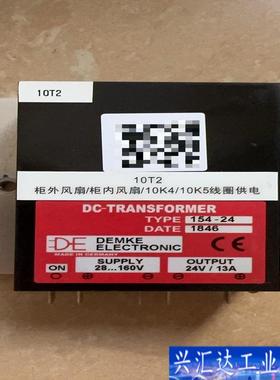 10T2
10T2
柜外风扇/柜内风扇/10K4/10K5线圈供电
DC-TRANSFORMER
TYPE 154-24
DATE 1846
DE DEMKE ELECTRONIC
MADE IN GERMANY
CE
ON
SUPPLY 28...160V
OUTPUT 24V / 13A
兴汇达工业